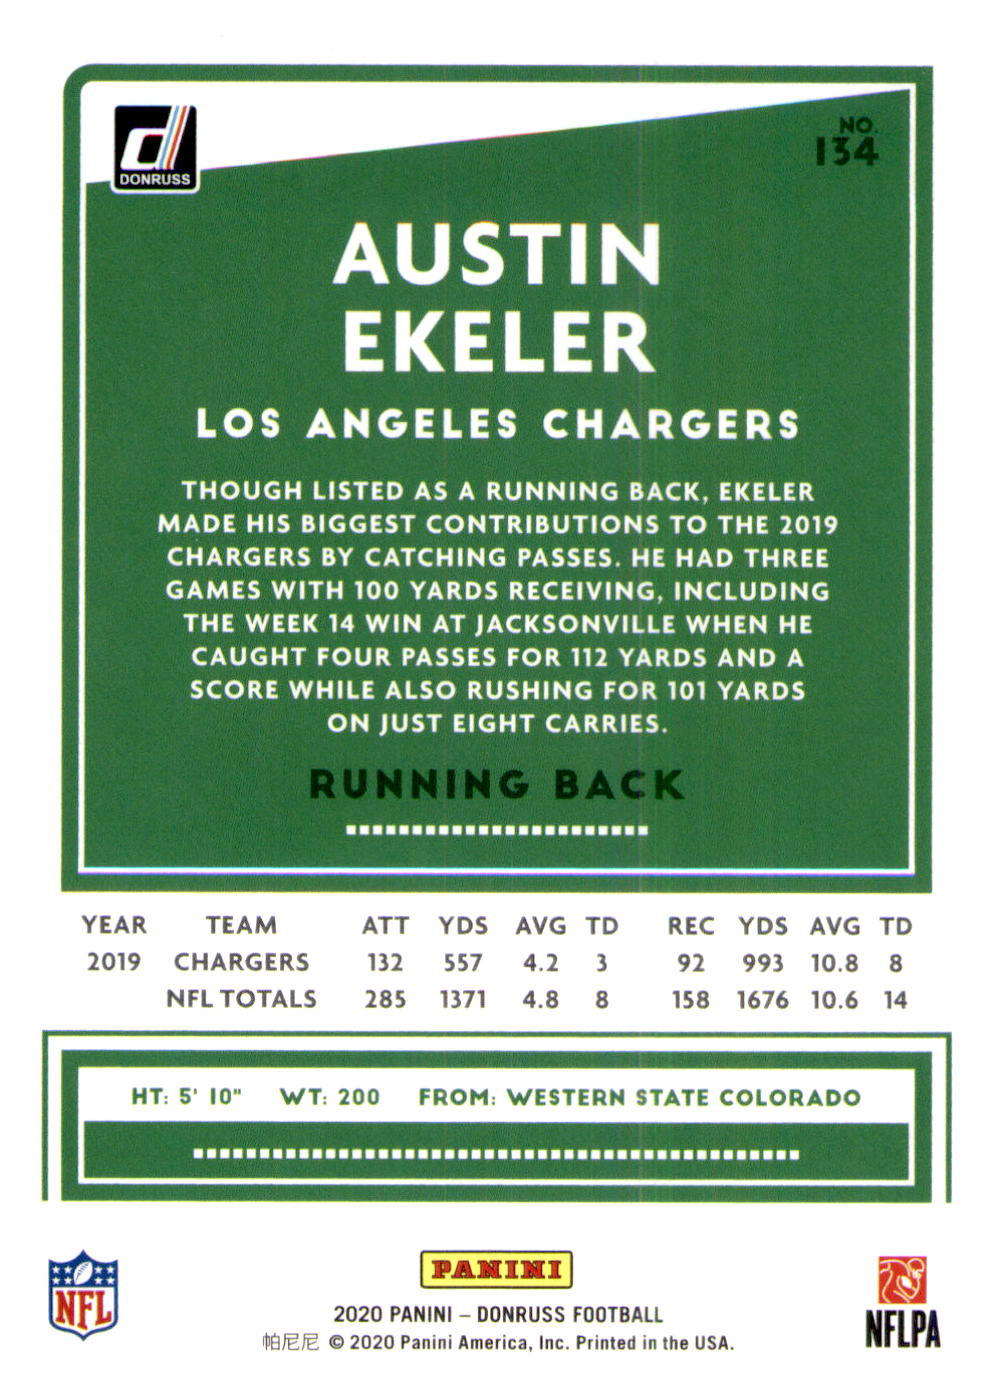 DONRUSS
NO.
134
AUSTIN
EKELER
LOS ANGELES CHARGERS
THOUGH LISTED AS A RUNNING BACK, EKELER
MADE HIS BIGGEST CONTRIBUTIONS TO THE 2019
CHARGERS BY CATCHING PASSES. HE HAD THREE
GAMES WITH 100 YARDS RECEIVING, INCLUDING
THE WEEK 14 WIN AT JACKSONVILLE WHEN HE
CAUGHT FOUR PASSES FOR 112 YARDS AND A
SCORE WHILE ALSO RUSHING FOR 101 YARDS
ON JUST EIGHT CARRIES.
RUNNING BACK
YEAR TEAM ATT YDS AVG TD REC YDS AVG TD
2019 CHARGERS 132 557 4.2 3 92 993 10.8 8
NFL TOTALS 285 1371 4.8 8 158 1676 10.6 14
HT: 5' 10" WT: 200 FROM: WESTERN STATE COLORADO
NFL
PANINI
2020 PANINI – DONRUSS FOOTBALL
帕尼尼 © 2020 Panini America, Inc. Printed in the USA.
NFLPA